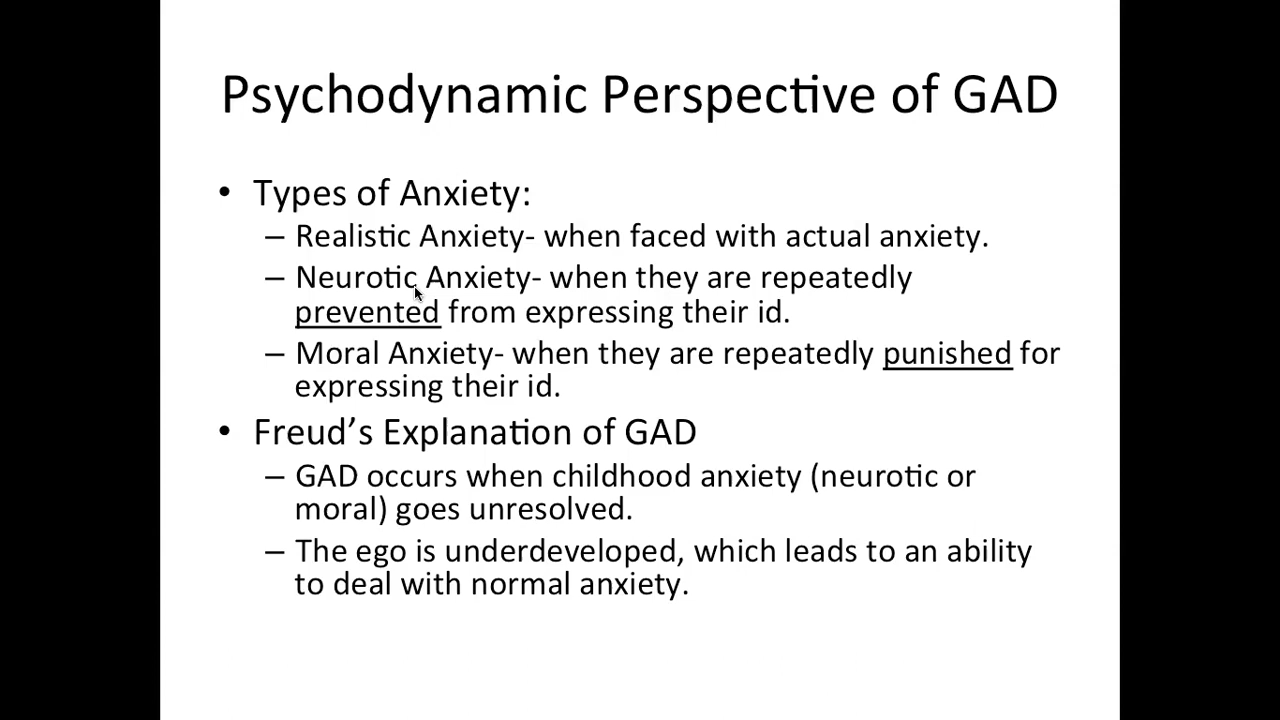 Psychodynamic Perspective of GAD
• Types of Anxiety:
– Realistic Anxiety- when faced with actual anxiety.
– Neurotic Anxiety- when they are repeatedly
prevented from expressing their id.
– Moral Anxiety- when they are repeatedly punished for
expressing their id.
• Freud’s Explanation of GAD
– GAD occurs when childhood anxiety (neurotic or
moral) goes unresolved.
– The ego is underdeveloped, which leads to an ability
to deal with normal anxiety.